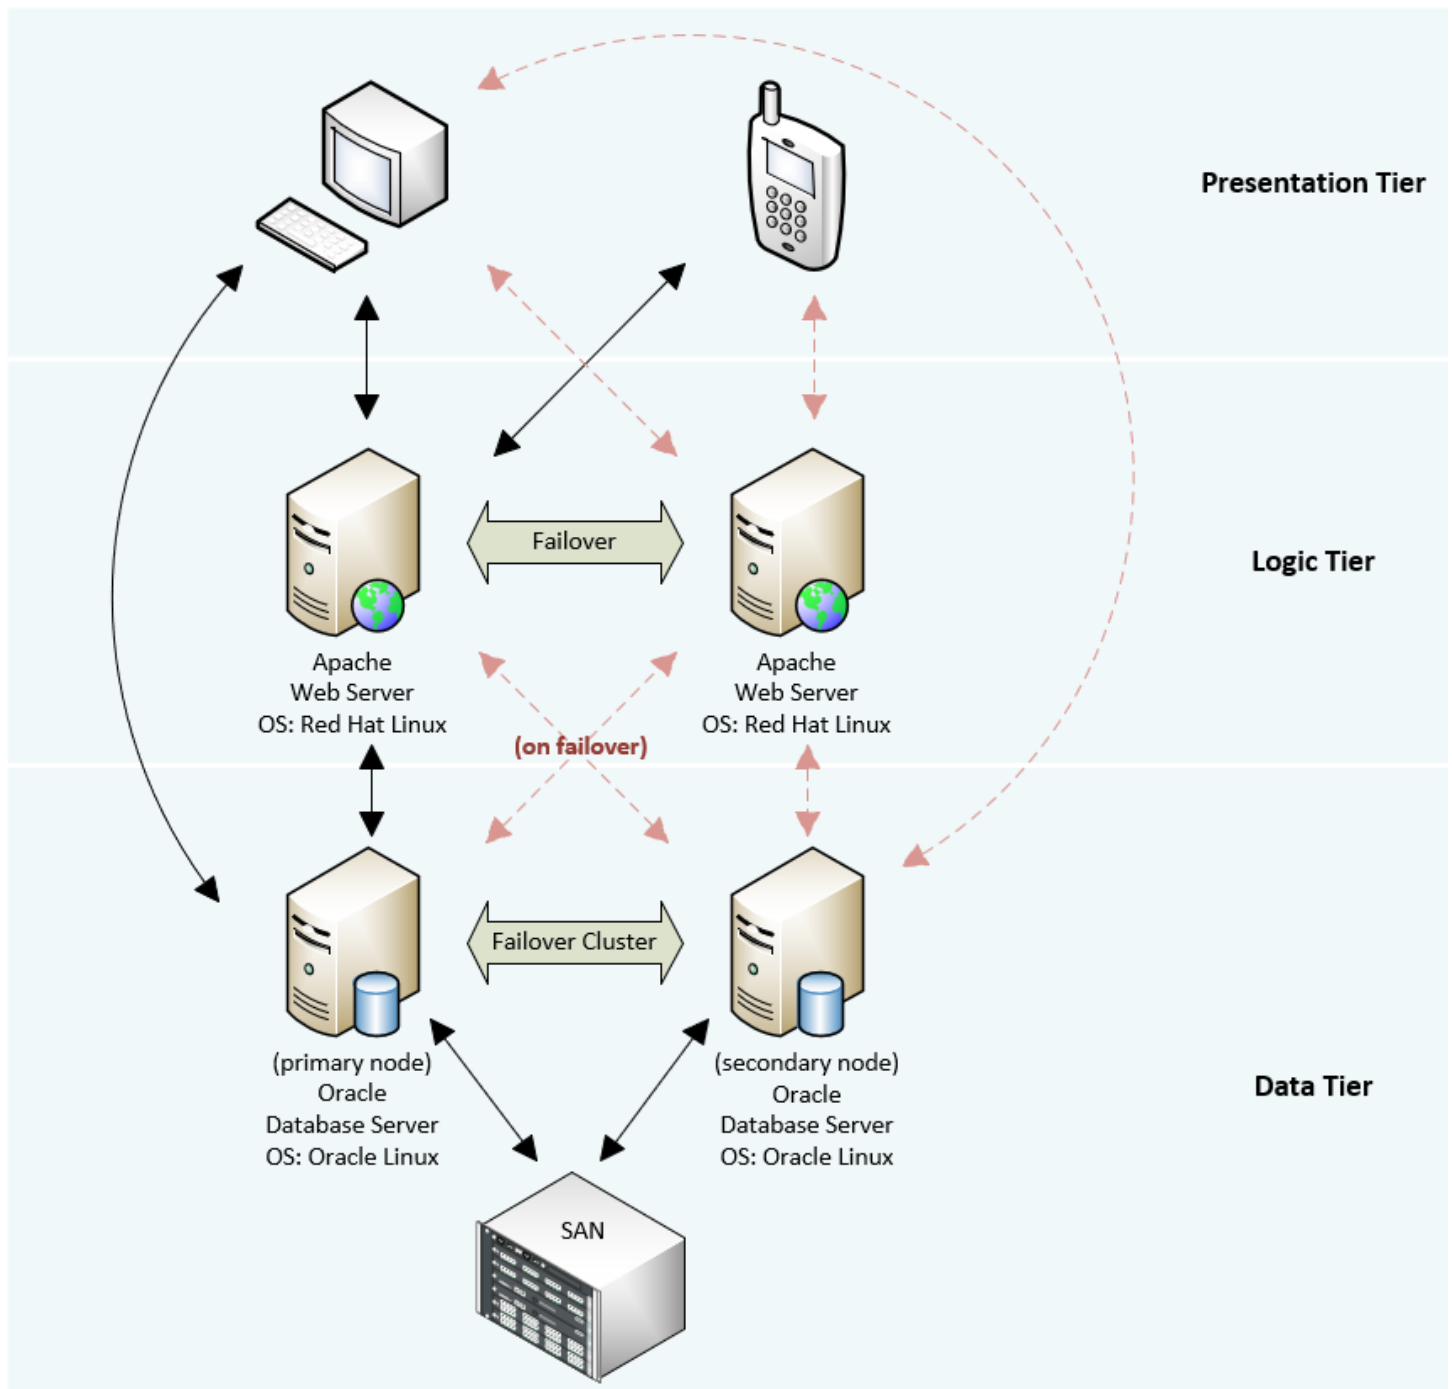 Presentation Tier
Failover
Logic Tier
Apache
Web Server
OS: Red Hat Linux
Apache
Web Server
OS: Red Hat Linux
(on failover)
Failover Cluster
(primary node)
Oracle
Database Server
OS: Oracle Linux
(secondary node)
Oracle
Database Server
OS: Oracle Linux
Data Tier
SAN